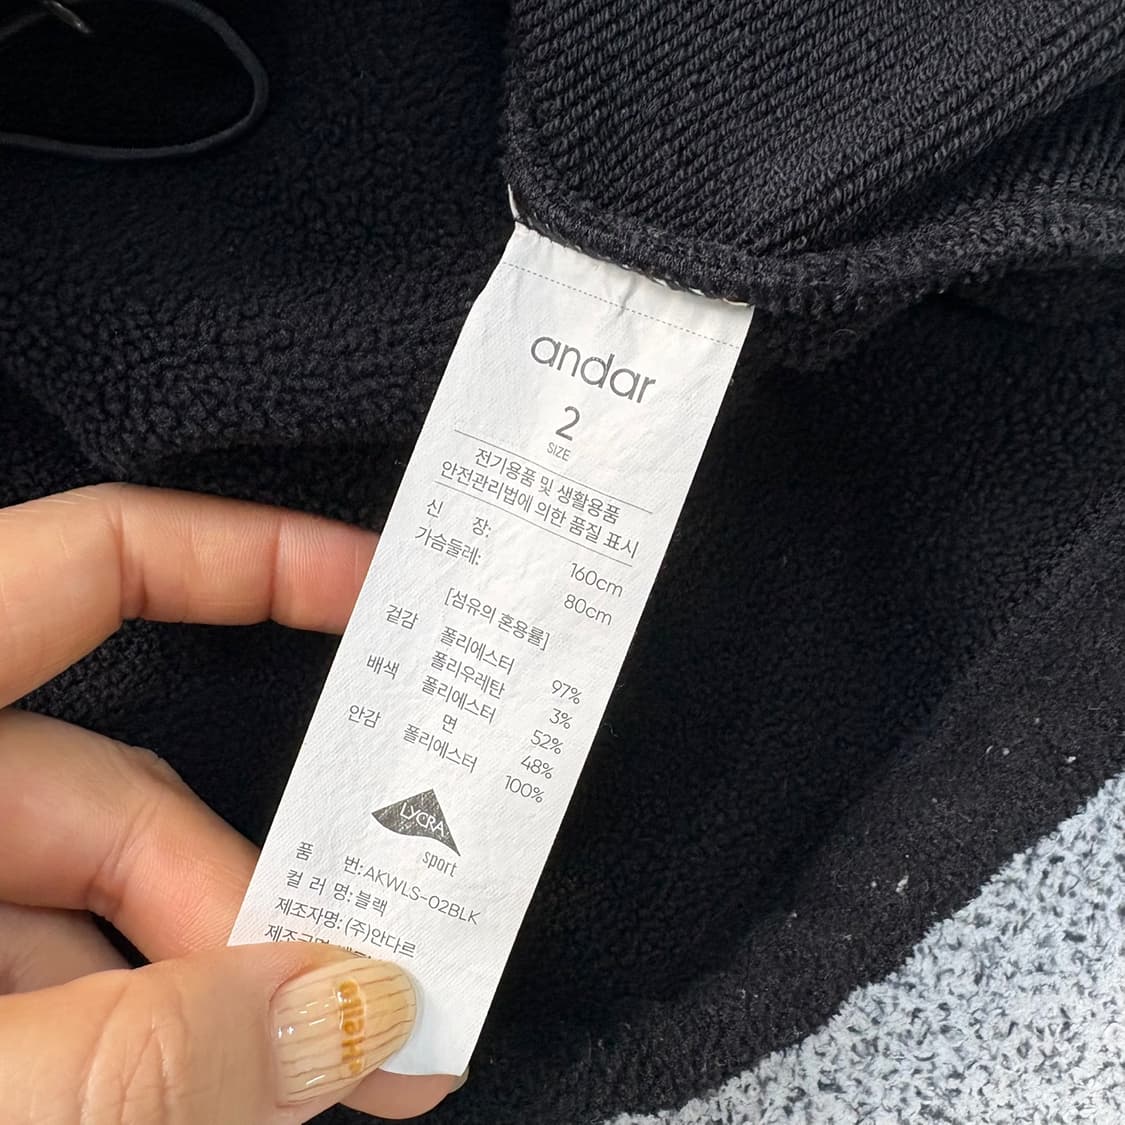 andar
2
SIZE
전기용품 및 생활용품
안전관리법에 의한 품질 표시
신 장: 160cm
가슴둘레: 80cm
[섬유의 혼용률]
겉감 폴리에스터 97%
폴리우레탄 3%
배색 폴리에스터 52%
면 48%
안감 폴리에스터 100%
LYCRA
sport
품 번: AKWLS-02BLK
컬 러 명: 블랙
제조자명: (주)안다르
Hello